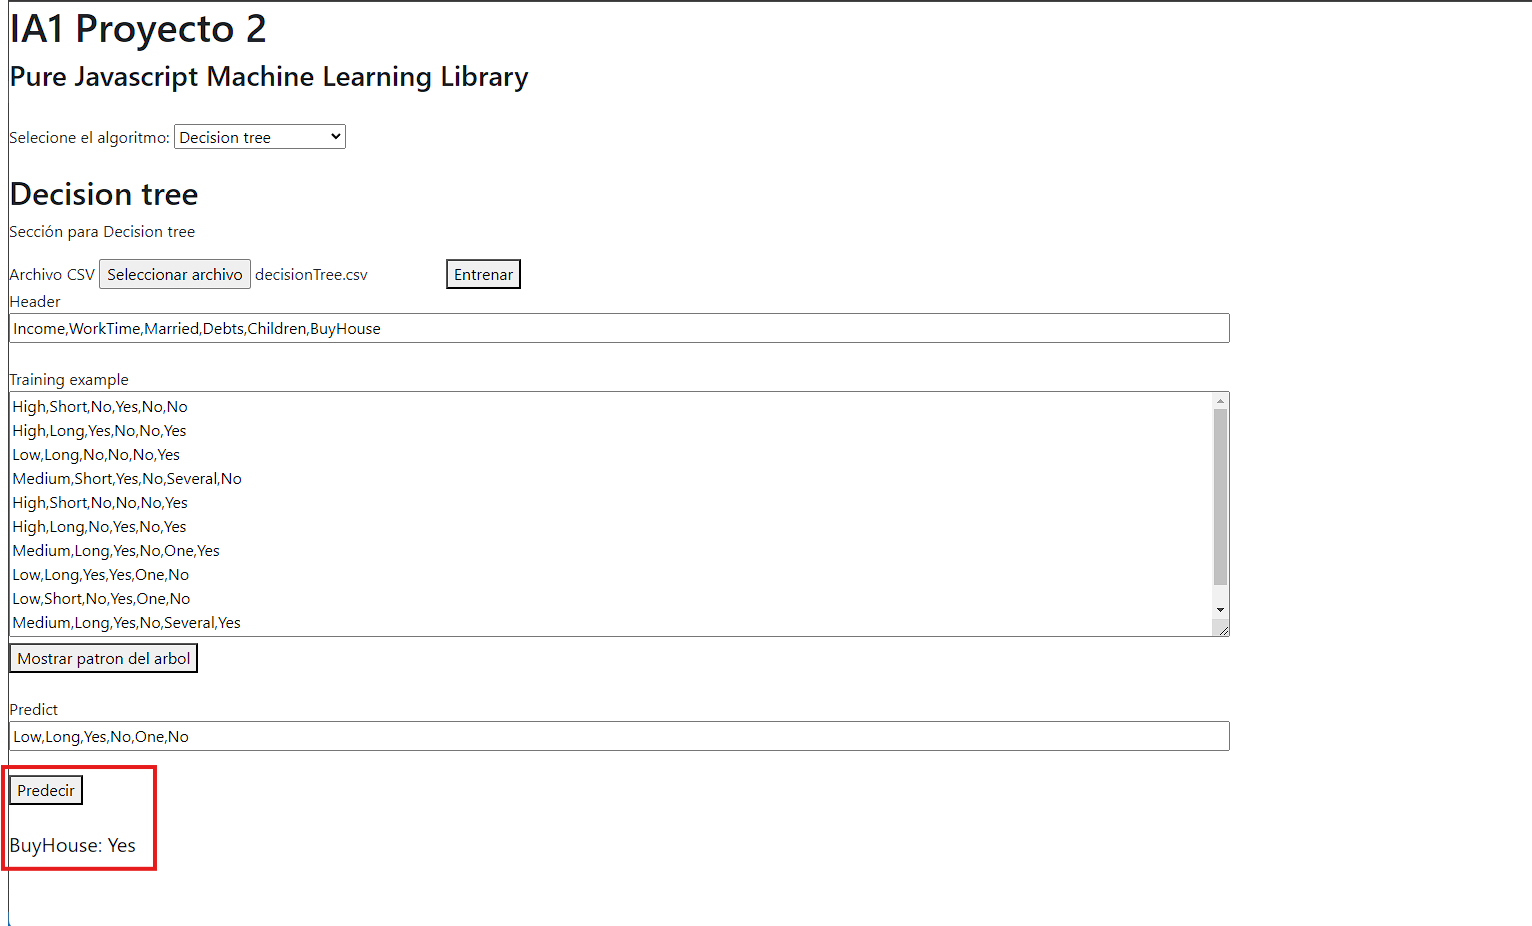 IA1 Proyecto 2
Pure Javascript Machine Learning Library
Selecione el algoritmo: Decision tree
Decision tree
Sección para Decision tree
Archivo CSV Seleccionar archivo decisionTree.csv Entrenar
Header
Income,WorkTime,Married,Debts,Children,BuyHouse
Training example
High,Short,No,Yes,No,No
High,Long,Yes,No,No,Yes
Low,Long,No,No,No,Yes
Medium,Short,Yes,No,Several,No
High,Short,No,No,No,Yes
High,Long,No,Yes,No,Yes
Medium,Long,Yes,No,One,Yes
Low,Long,Yes,Yes,One,No
Low,Short,No,Yes,One,No
Medium,Long,Yes,No,Several,Yes
Mostrar patron del arbol
Predict
Low,Long,Yes,No,One,No
Predecir
BuyHouse: Yes